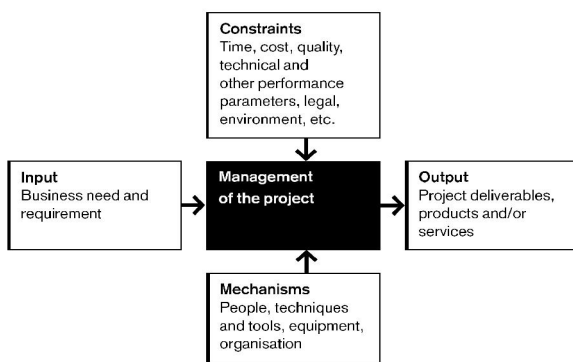 Constraints
Time, cost, quality,
technical and
other performance
parameters, legal,
environment, etc.
Input
Business need and
requirement
Management
of the project
Output
Project deliverables,
products and/or
services
Mechanisms
People, techniques
and tools, equipment,
organisation